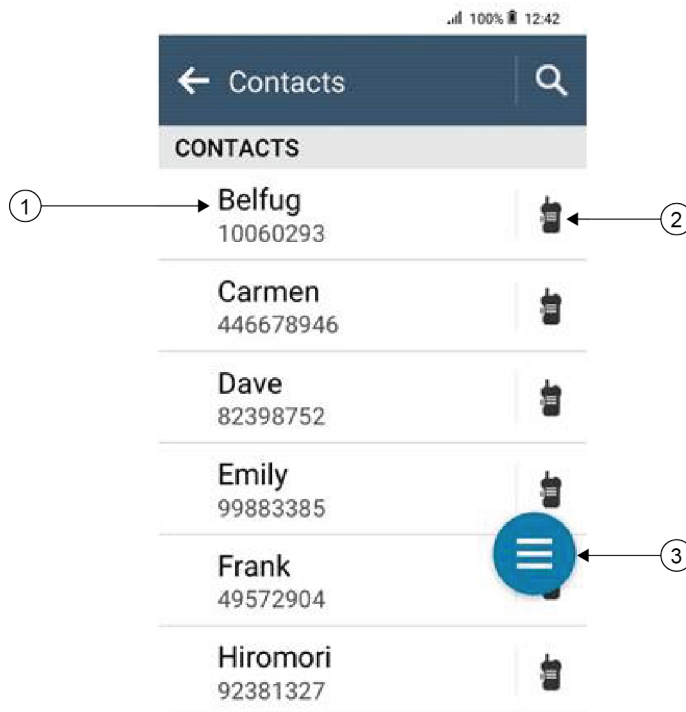 100% 12:42
Contacts
CONTACTS
1
Belfug
10060293
2
Carmen
446678946
Dave
82398752
Emily
99883385
3
Frank
49572904
Hiromori
92381327